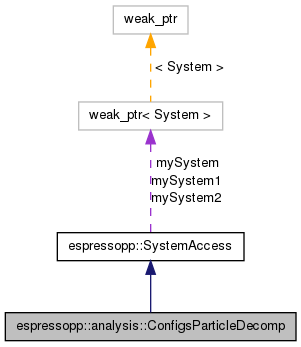 weak_ptr
< System >
weak_ptr< System >
mySystem
mySystem1
mySystem2
espressopp::SystemAccess
espressopp::analysis::ConfigsParticleDecomp